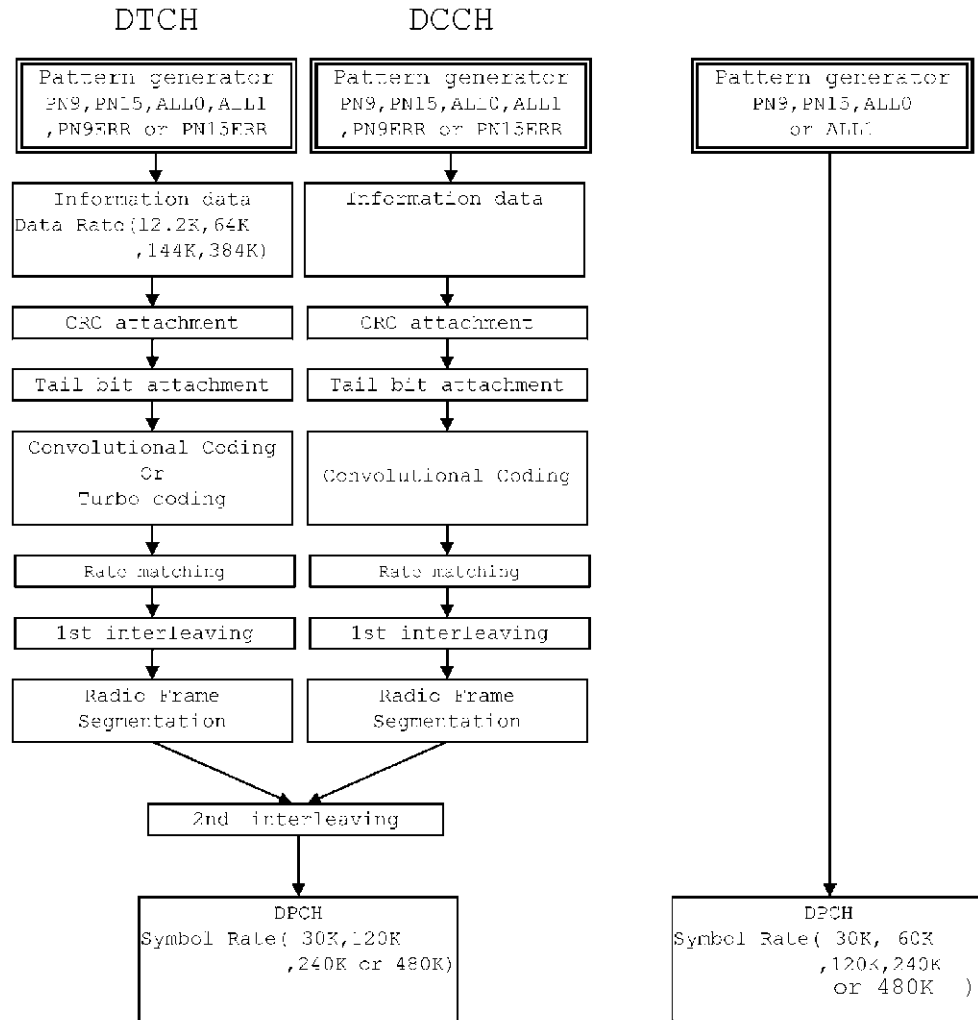 DTCH
DCCH
Pattern generator
PN9,PN15,ALL0,ALL1
,PN9ERR or PN15ERR
Pattern generator
PN9,PN15,ALL0,ALL1
,PN9ERR or PN15ERR
Pattern generator
PN9,PN15,ALL0
or ALL1
Information data
Data Rate(12.2K,64K
,144K,384K)
Information data
CRC attachment
CRC attachment
Tail bit attachment
Tail bit attachment
Convolutional Coding
Or
Turbo coding
Convolutional Coding
Rate matching
Rate matching
1st interleaving
1st interleaving
Radio Frame
Segmentation
Radio Frame
Segmentation
2nd interleaving
DPCH
Symbol Rate( 30K,120K
,240K or 480K)
DPCH
Symbol Rate( 30K, 60K
,120K,240K
or 480K )